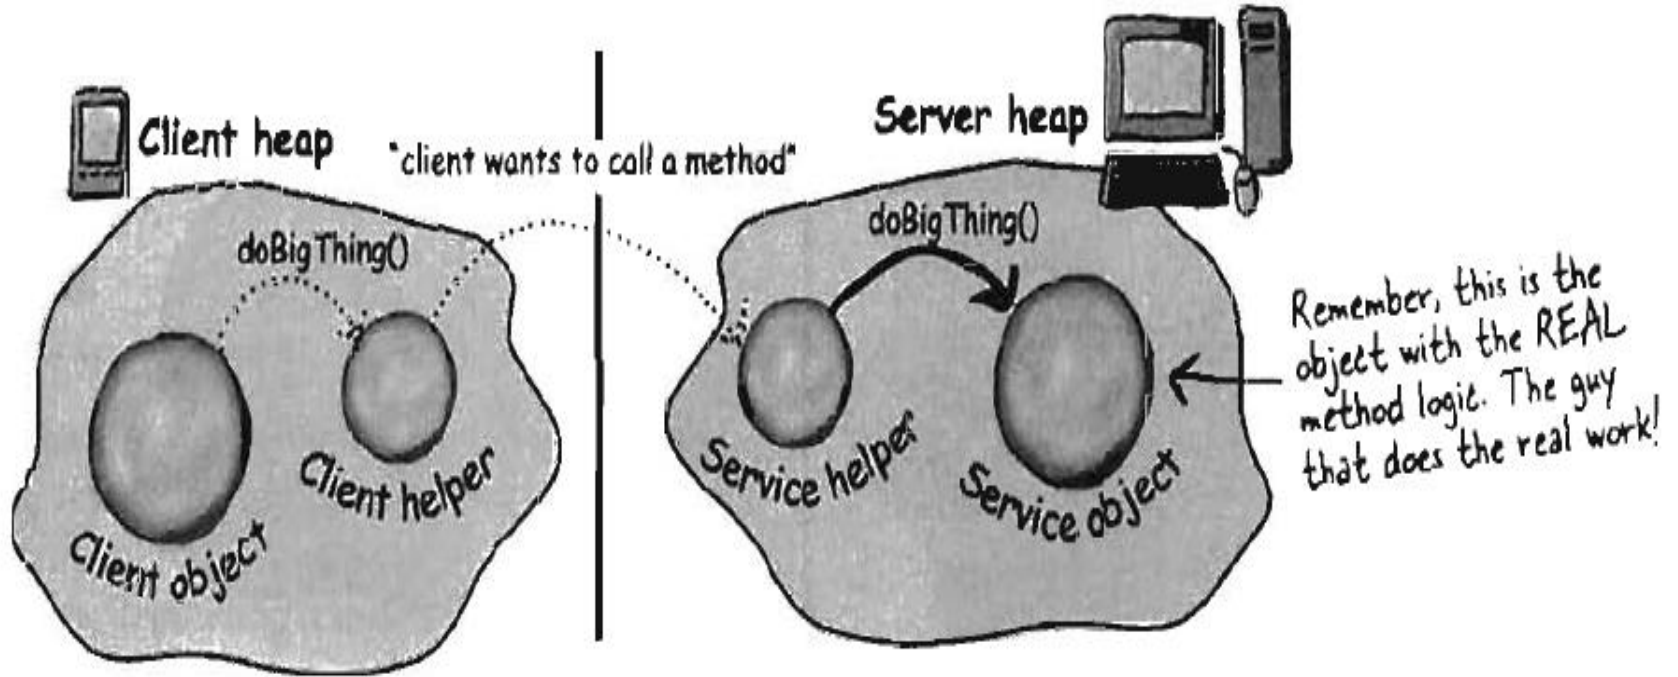 Client heap
"client wants to call a method"
Server heap
doBigThing()
doBigThing()
Client object
Client helper
Service helper
Service object
Remember, this is the
object with the REAL
method logic. The guy
that does the real work!